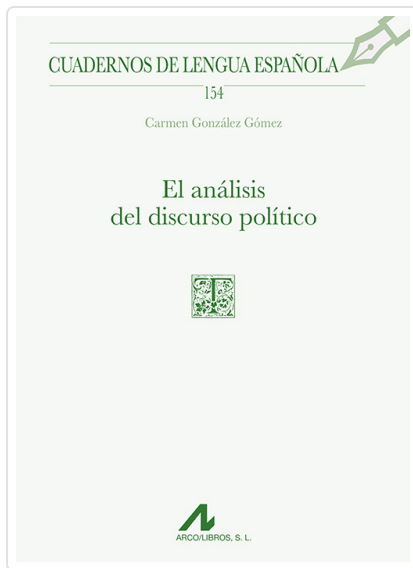 CUADERNOS DE LENGUA ESPAÑOLA
154
Carmen González Gómez
El análisis
del discurso político
T
ARCO/LIBROS, S. L.